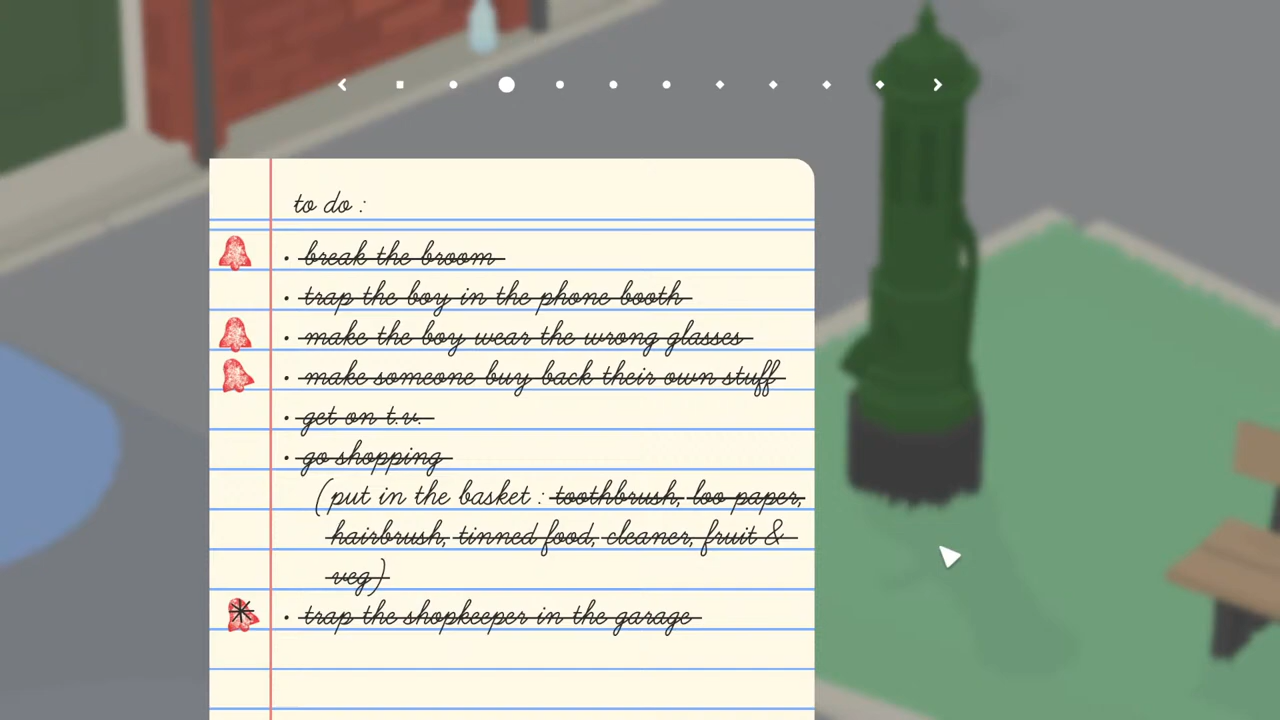 to do :
• break the broom
• trap the boy in the phone booth
• make the boy wear the wrong glasses
• make someone buy back their own stuff
• get on t.v.
• go shopping
(put in the basket : toothbrush, loo paper,
hairbrush, tinned food, cleaner, fruit &
veg)
• trap the shopkeeper in the garage